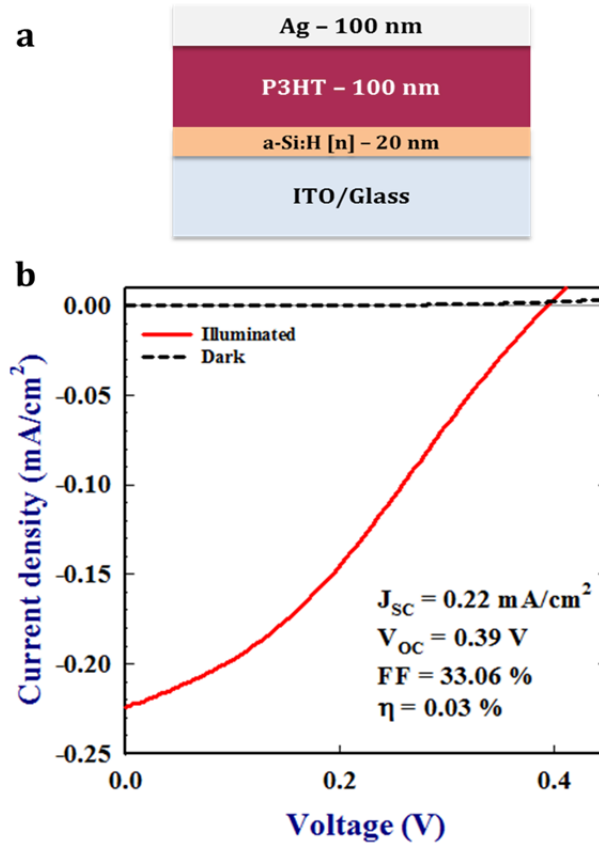 a
Ag – 100 nm
P3HT – 100 nm
a-Si:H [n] – 20 nm
ITO/Glass
b
0.00
-0.05
-0.10
-0.15
-0.20
-0.25
Current density (mA/cm²)
Illuminated
Dark
J_SC = 0.22 mA/cm²
V_OC = 0.39 V
FF = 33.06 %
η = 0.03 %
0.0 0.2 0.4
Voltage (V)